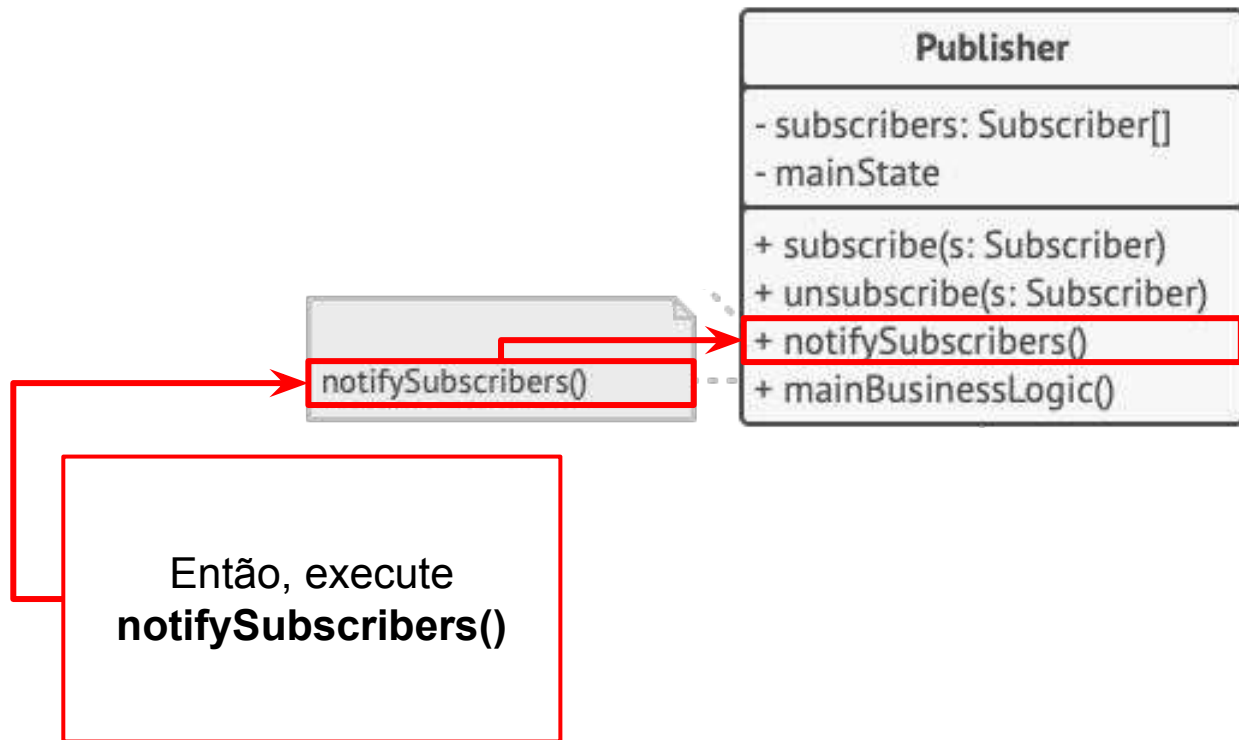 Publisher
- subscribers: Subscriber[]
- mainState
+ subscribe(s: Subscriber)
+ unsubscribe(s: Subscriber)
+ notifySubscribers()
+ mainBusinessLogic()
notifySubscribers()
Então, execute
notifySubscribers()